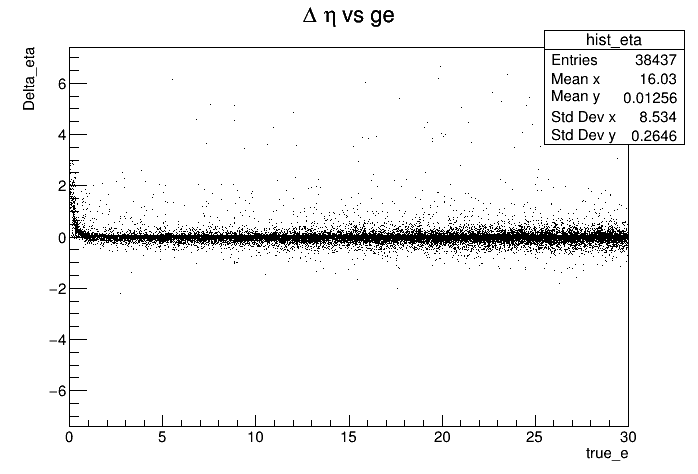 Δ η vs ge
hist_eta
Entries 38437
Mean x 16.03
Mean y 0.01256
Std Dev x 8.534
Std Dev y 0.2646
Delta_eta
6
4
2
0
−2
−4
−6
0 5 10 15 20 25 30
true_e